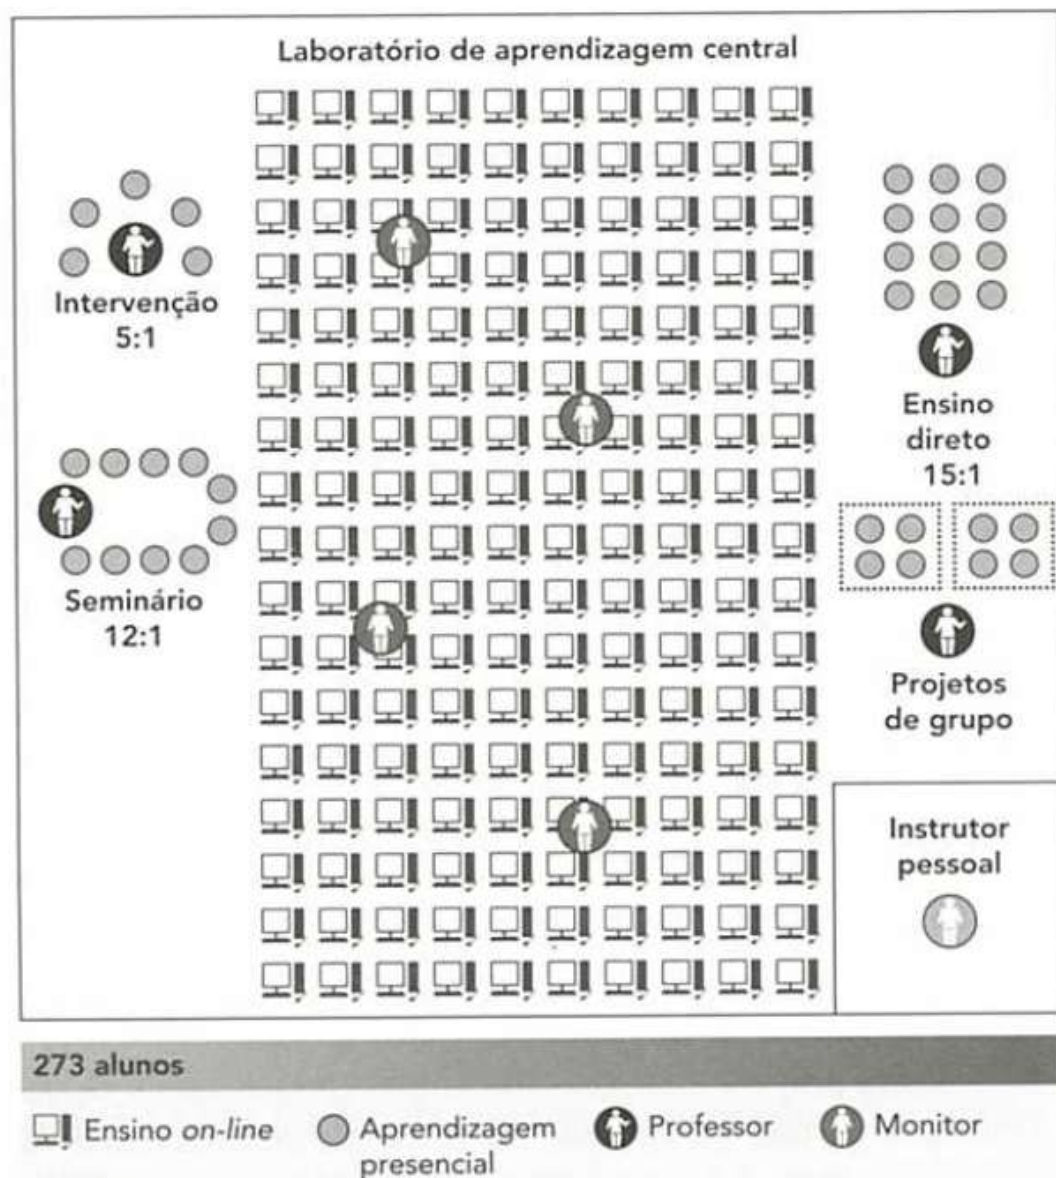 Laboratório de aprendizagem central
Intervenção
5:1
Seminário
12:1
Ensino
direto
15:1
Projetos
de grupo
Instrutor
pessoal
273 alunos
Ensino on-line
Aprendizagem
presencial
Professor
Monitor